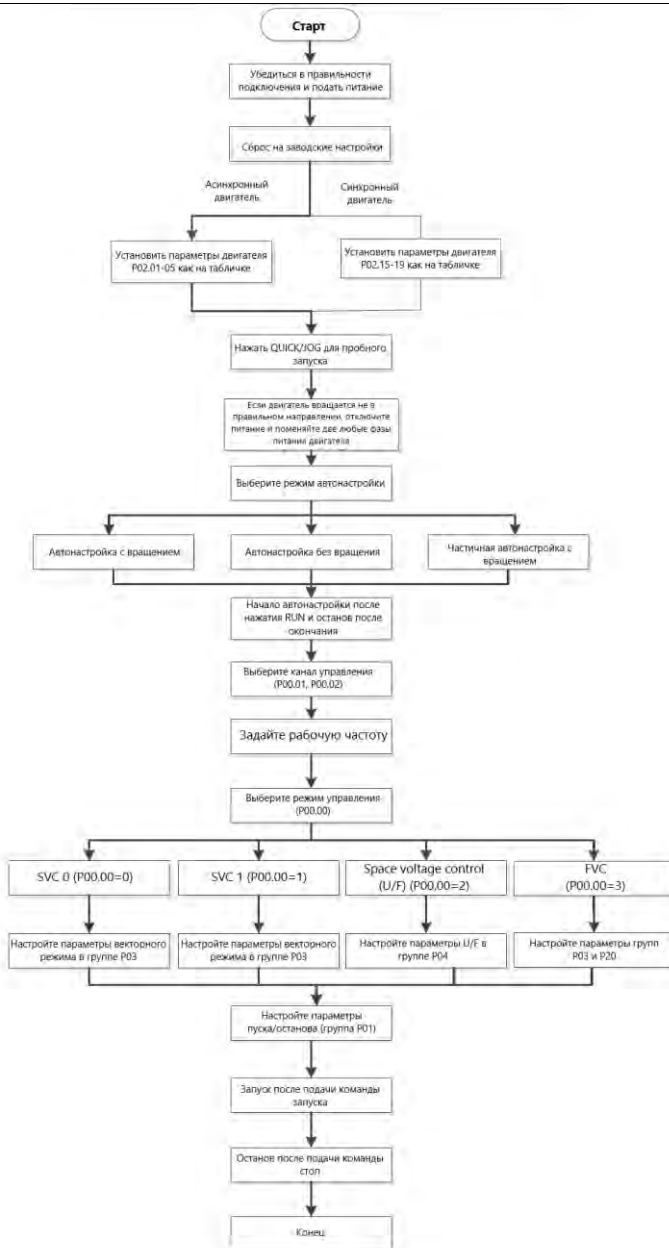 Старт
Убедиться в правильности
подключения и подать питание
Сброс на заводские настройки
Асинхронный
двигатель
Синхронный
двигатель
Установить параметры двигателя
P02.01-05 как на табличке
Установить параметры двигателя
P02.15-19 как на табличке
Нажать QUICK/JOG для пробного
запуска
Если двигатель вращается не в
правильном направлении, отключите
питание и поменяйте две любые фазы
питания двигателя
Выберите режим автонастройки
Автонастройка с вращением
Автонастройка без вращения
Частичная автонастройка с
вращением
Начало автонастройки после
нажатия RUN и останов после
окончания
Выберите канал управления
(P00.01, P00.02)
Задайте рабочую частоту
Выберите режим управления
(P00.00)
SVC 0 (P00.00=0)
SVC 1 (P00.00=1)
Space voltage control
(U/F) (P00.00=2)
FVC
(P00.00=3)
Настройте параметры векторного
режима в группе P03
Настройте параметры векторного
режима в группе P03
Настройте параметры U/F в
группе P04
Настройте параметры групп
P03 и P20
Настройте параметры
пуска/останова (группа P01)
Запуск после подачи команды
запуска
Останов после подачи команды
стоп
Конец